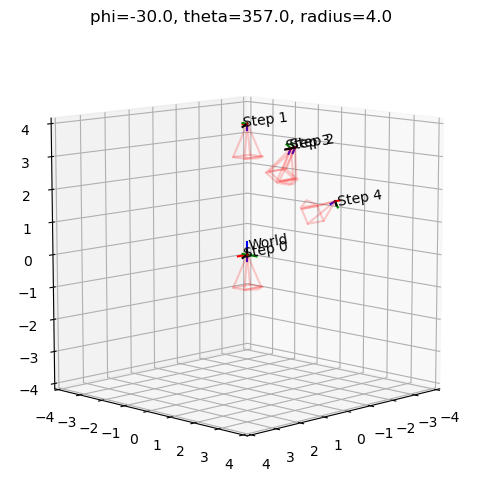 phi=-30.0, theta=357.0, radius=4.0
Step 1
Step 2
Step 3
Step 4
World
Step 0
4
3
2
1
0
−1
−2
−3
−4
−4 −3 −2 −1 0 1 2 3 4
4 3 2 1 0 −1 −2 −3 −4